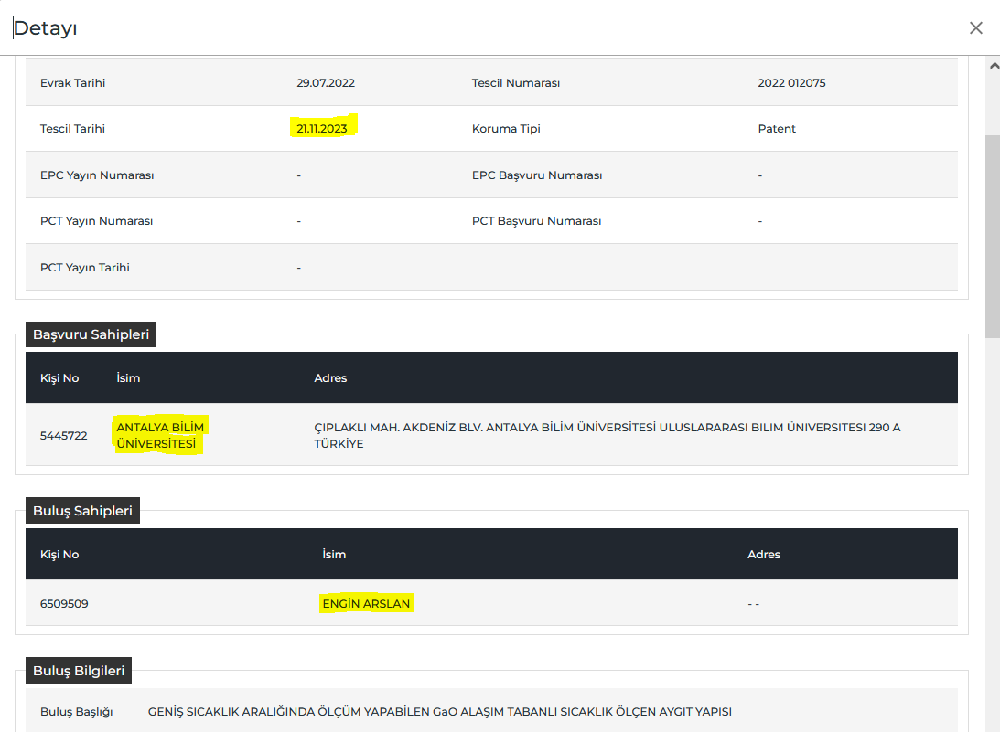 Detayı
Evrak Tarihi 29.07.2022 Tescil Numarası 2022 012075
Tescil Tarihi 21.11.2023 Koruma Tipi Patent
EPC Yayın Numarası - EPC Başvuru Numarası -
PCT Yayın Numarası - PCT Başvuru Numarası -
PCT Yayın Tarihi -
Başvuru Sahipleri
Kişi No İsim Adres
5445722 ANTALYA BİLİM ÜNİVERSİTESİ ÇIPLAKLI MAH. AKDENİZ BLV. ANTALYA BİLİM ÜNİVERSİTESİ ULUSLARARASI BILIM ÜNIVERSITESI 290 A
TÜRKİYE
Buluş Sahipleri
Kişi No İsim Adres
6509509 ENGİN ARSLAN - -
Buluş Bilgileri
Buluş Başlığı GENİŞ SICAKLIK ARALIĞINDA ÖLÇÜM YAPABİLEN GaO ALAŞIM TABANLI SICAKLIK ÖLÇEN AYGIT YAPISI